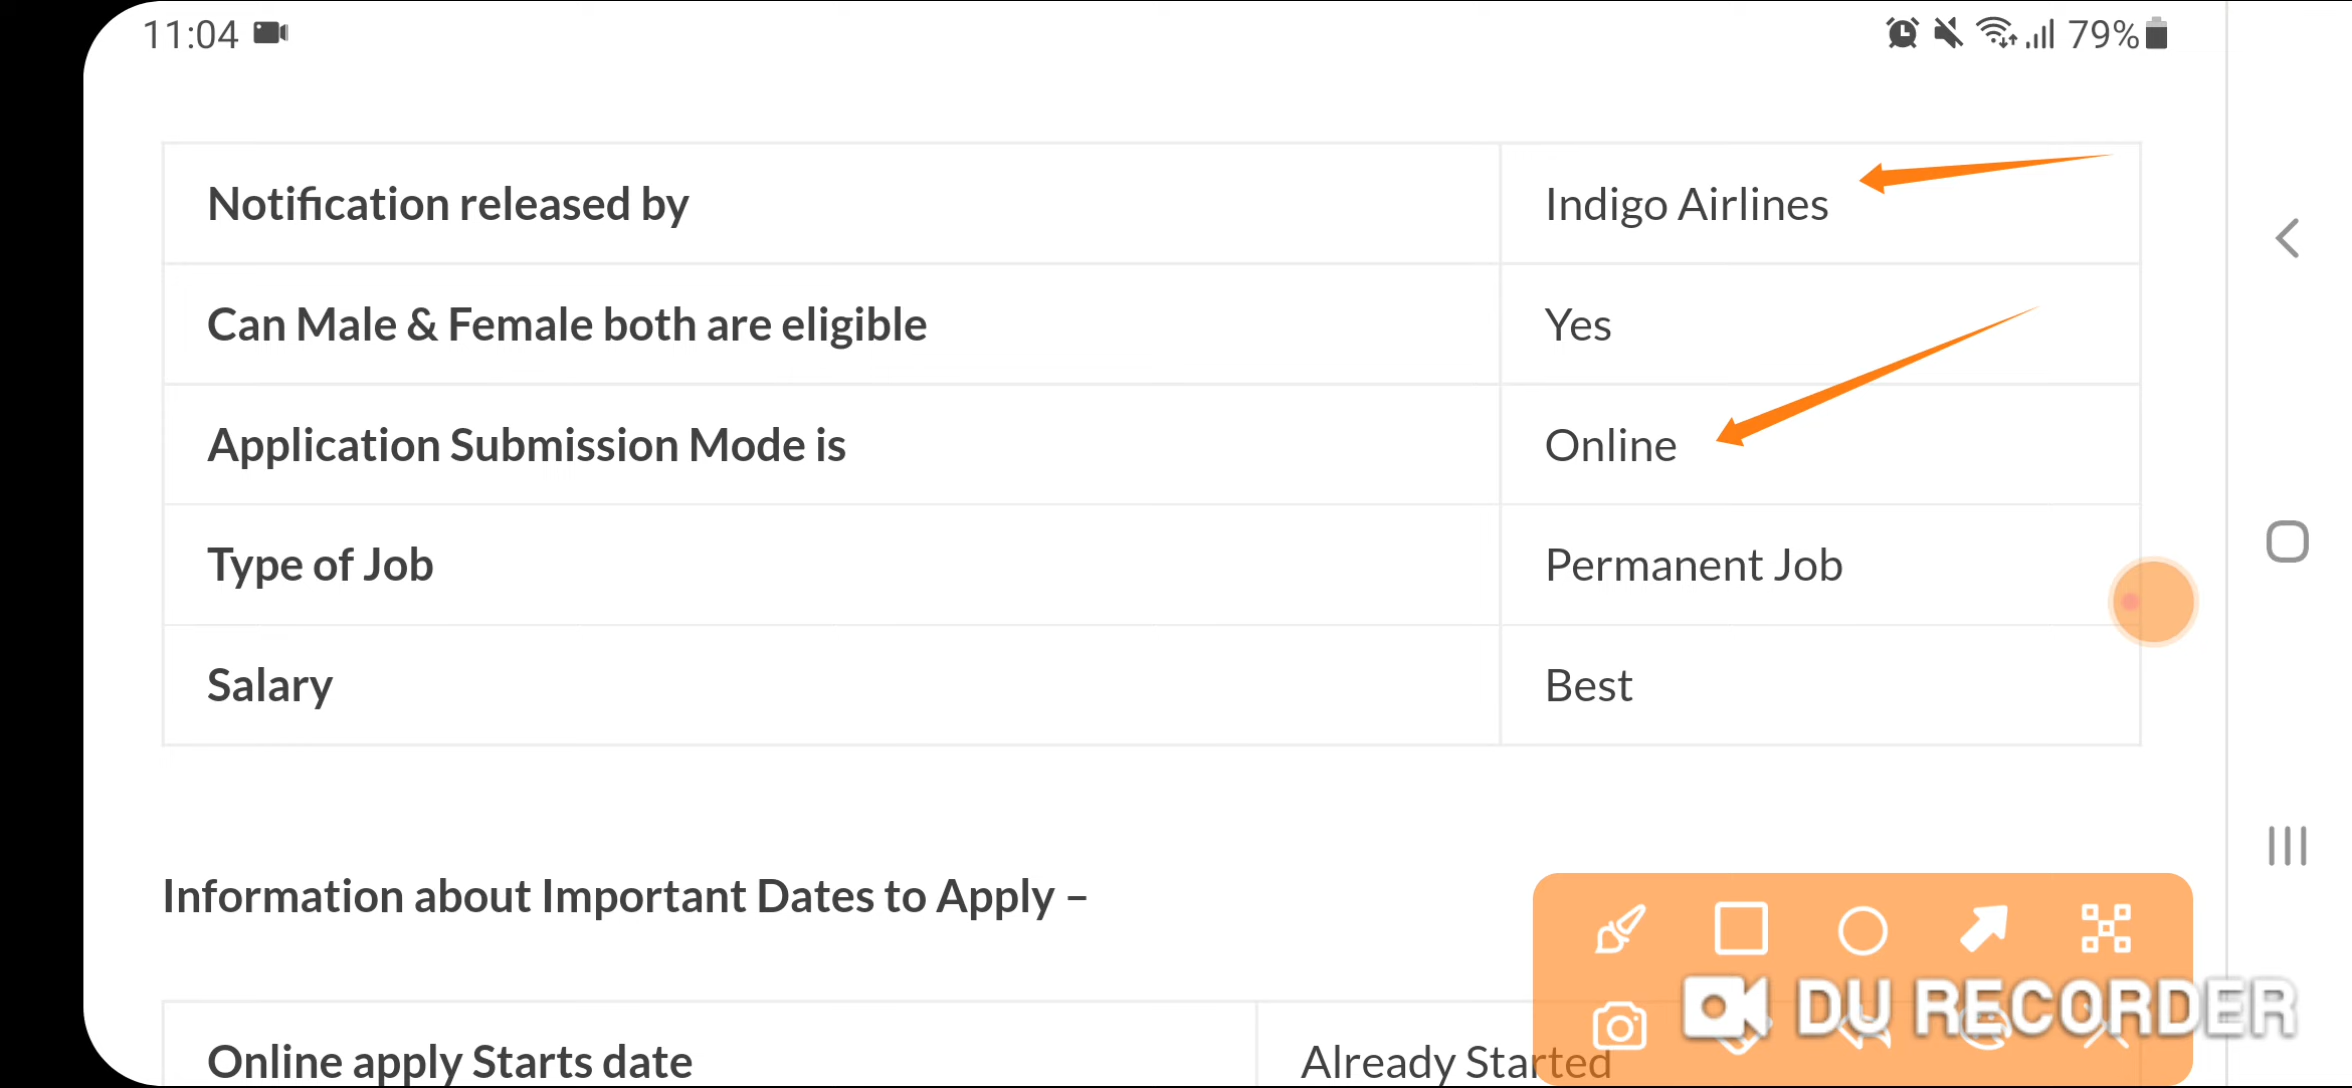 11:04 79%
Notification released by Indigo Airlines
Can Male & Female both are eligible Yes
Application Submission Mode is Online
Type of Job Permanent Job
Salary Best
Information about Important Dates to Apply –
DU RECORDER
Online apply Starts date Already Started